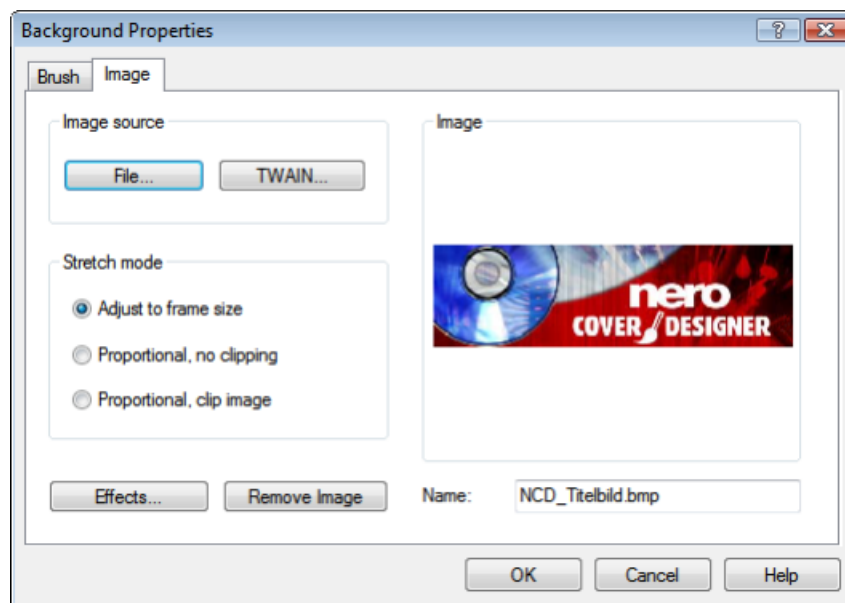 Background Properties
?
Brush
Image
Image source
File...
TWAIN...
Stretch mode
Adjust to frame size
Proportional, no clipping
Proportional, clip image
Effects...
Remove Image
Image
nero
COVER DESIGNER
Name:
NCD_Titelbild.bmp
OK
Cancel
Help